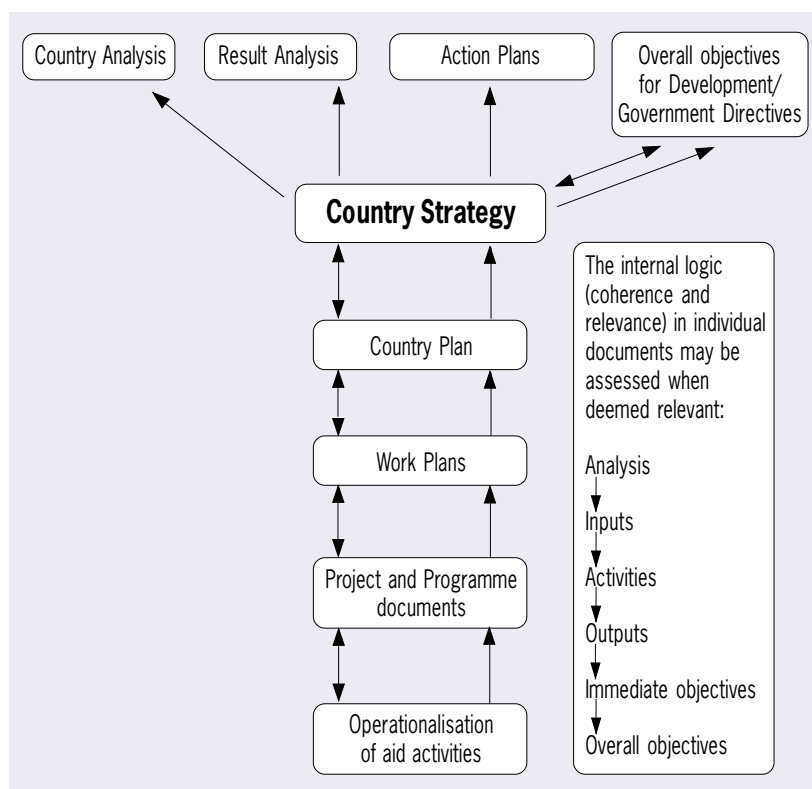 Country Analysis
Result Analysis
Action Plans
Overall objectives
for Development/
Government Directives
Country Strategy
Country Plan
Work Plans
Project and Programme
documents
Operationalisation
of aid activities
The internal logic
(coherence and
relevance) in individual
documents may be
assessed when
deemed relevant:
Analysis
Inputs
Activities
Outputs
Immediate objectives
Overall objectives